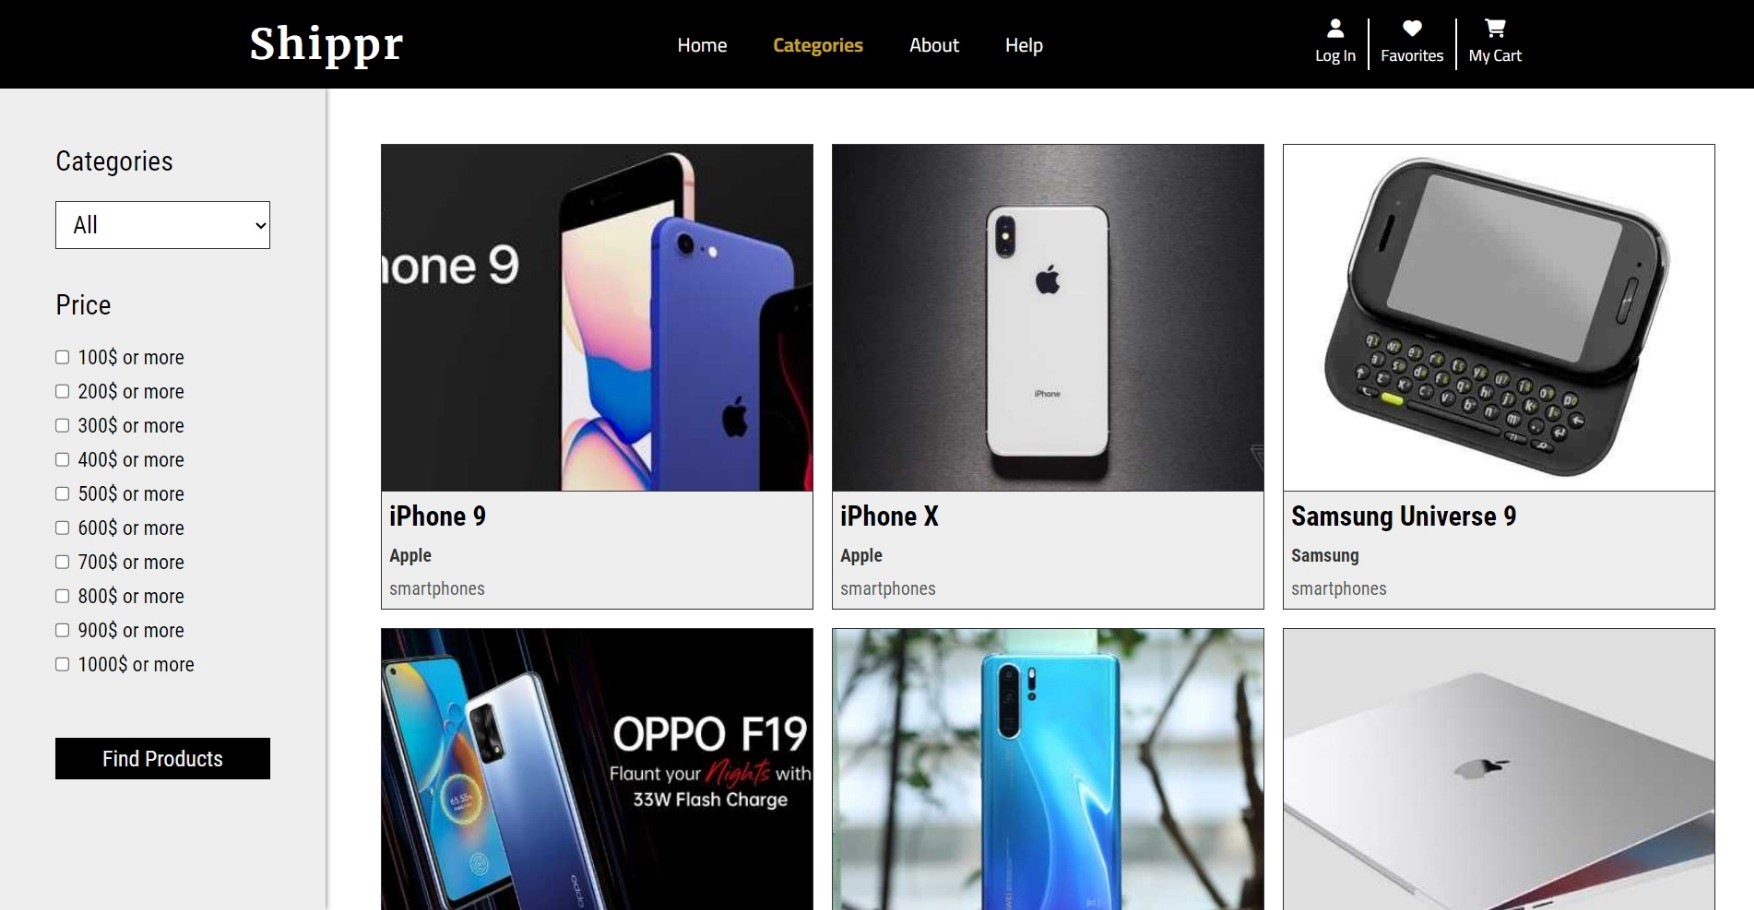 Shippr
Home
Categories
About
Help
Log In
Favorites
My Cart
Categories
All
Price
100$ or more
200$ or more
300$ or more
400$ or more
500$ or more
600$ or more
700$ or more
800$ or more
900$ or more
1000$ or more
Find Products
one 9
iPhone 9
Apple
smartphones
iPhone
iPhone X
Apple
smartphones
Samsung Universe 9
Samsung
smartphones
OPPO F19
Flaunt your Nights with
33W Flash Charge
oppo